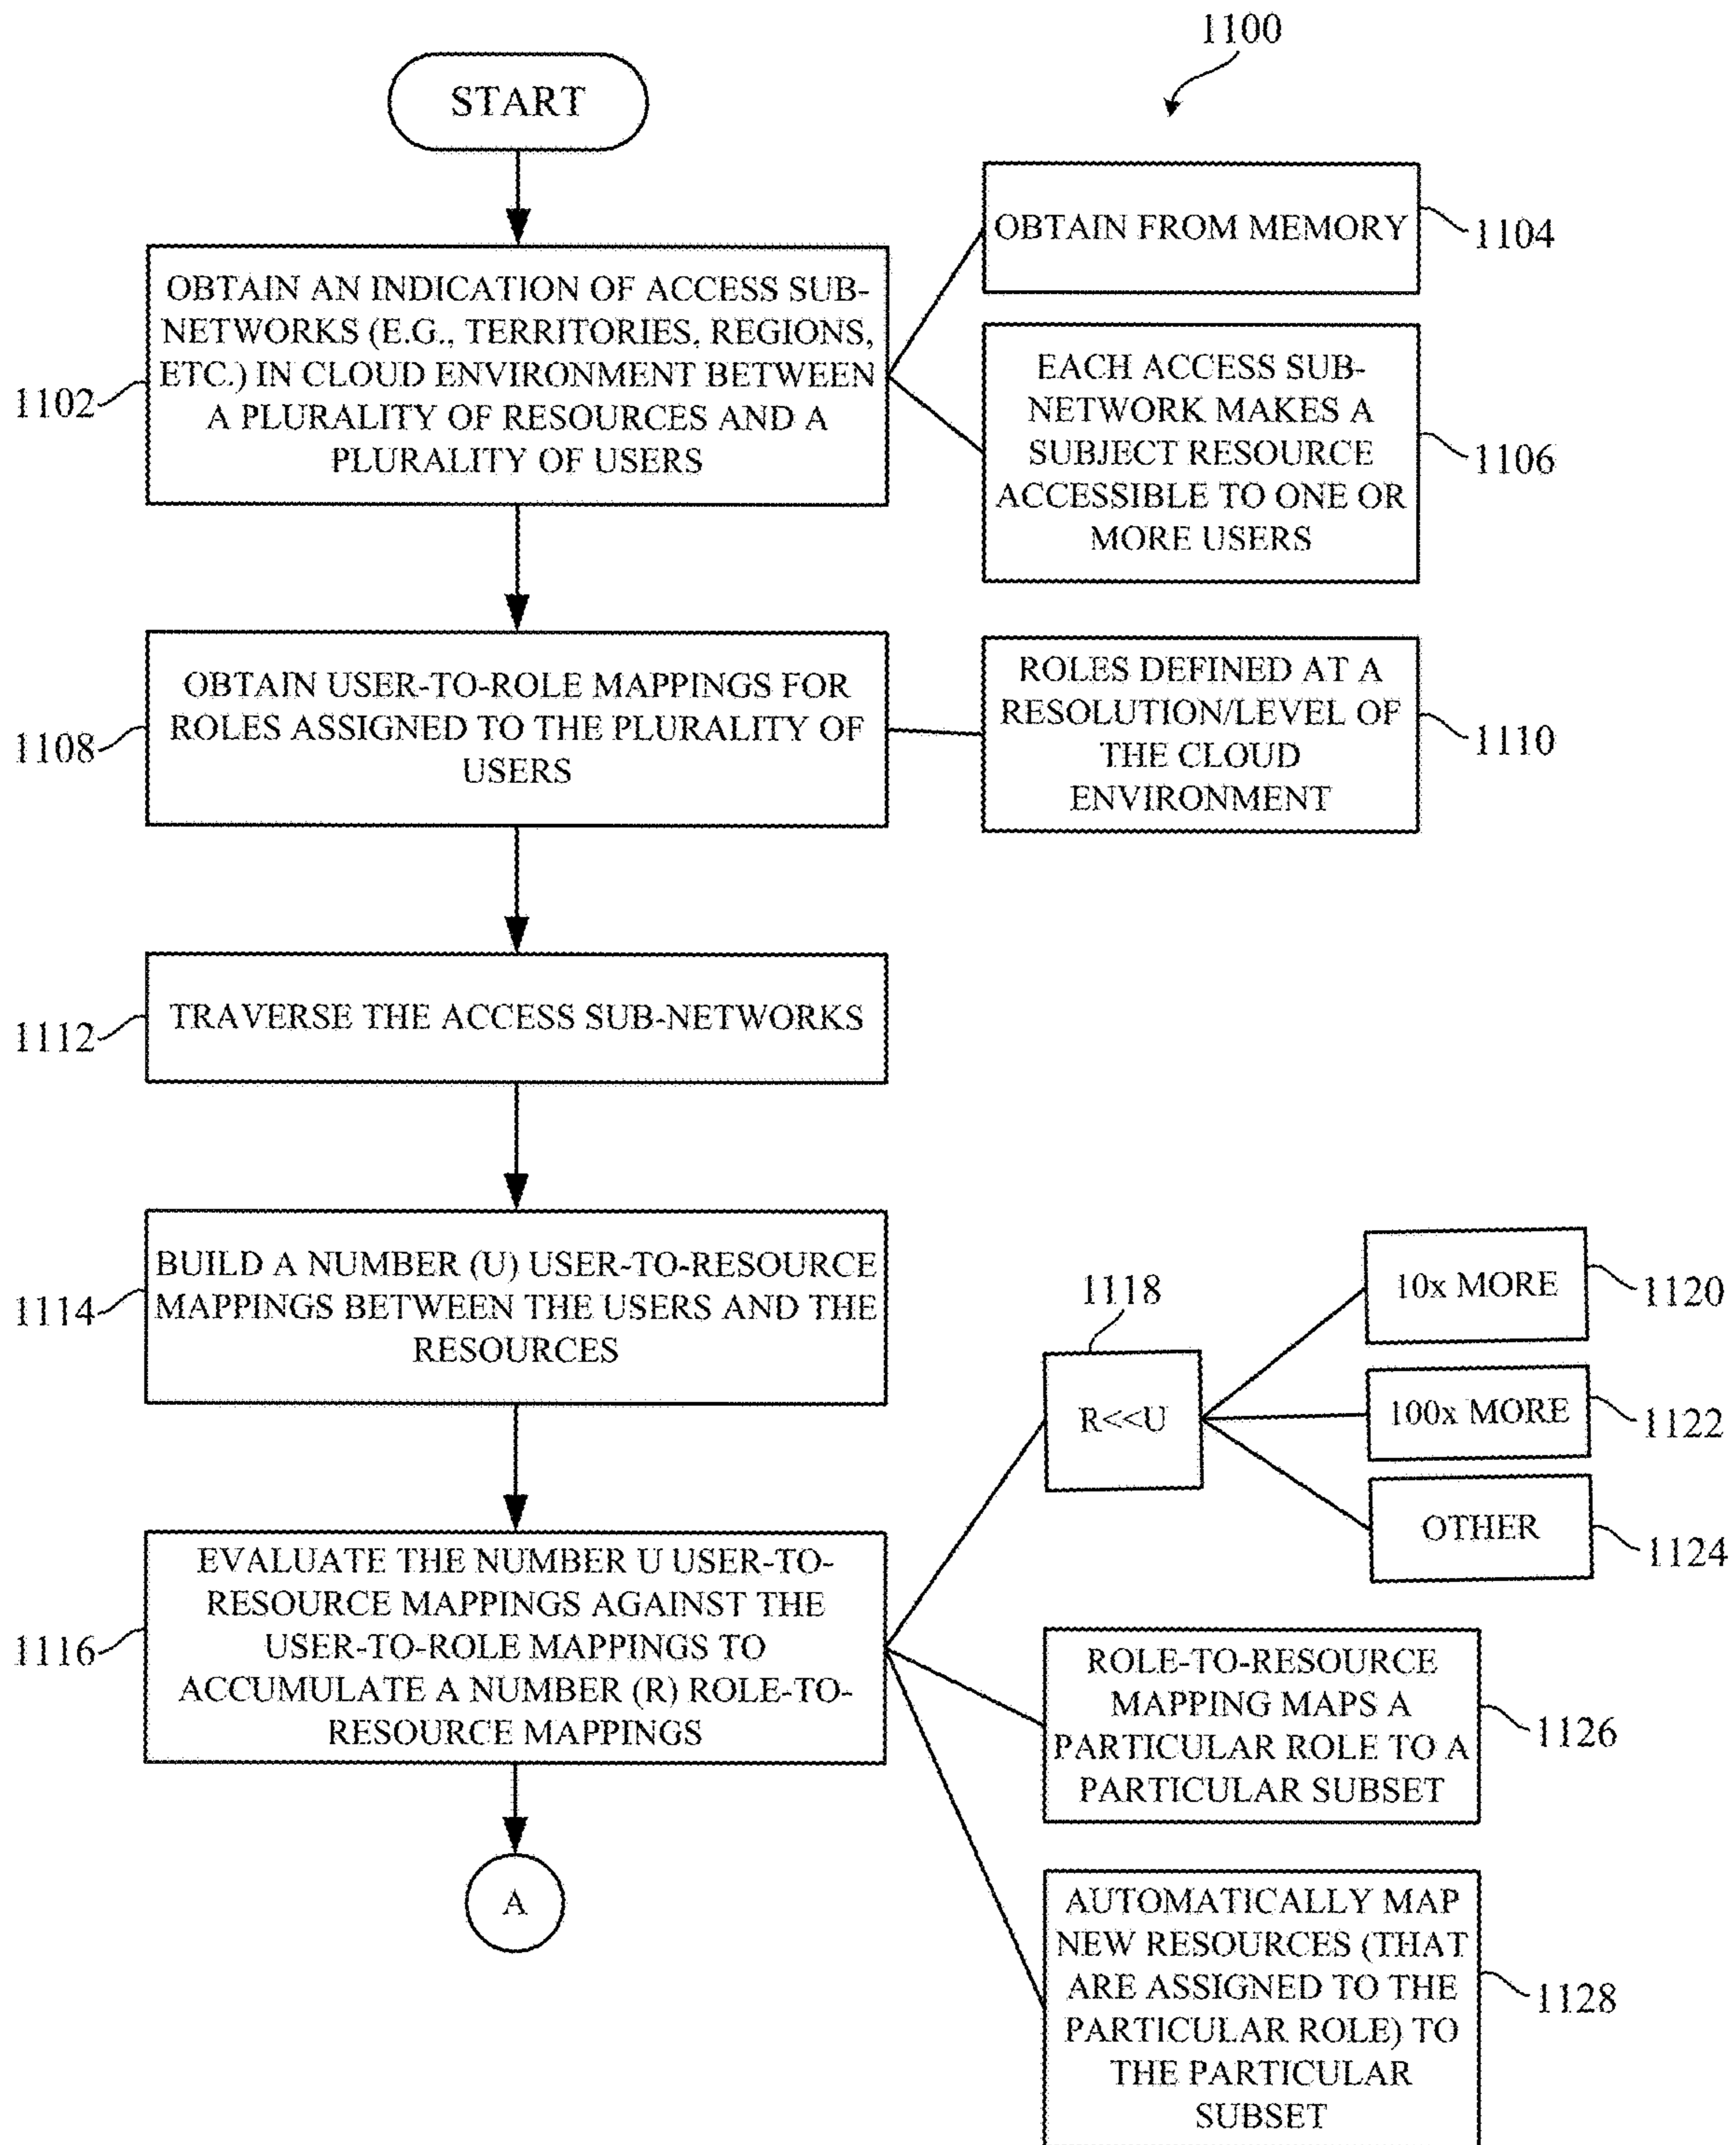 1100
START
OBTAIN FROM MEMORY
1104
OBTAIN AN INDICATION OF ACCESS SUB-
NETWORKS (E.G., TERRITORIES, REGIONS,
ETC.) IN CLOUD ENVIRONMENT BETWEEN
A PLURALITY OF RESOURCES AND A
PLURALITY OF USERS
1102
EACH ACCESS SUB-
NETWORK MAKES A
SUBJECT RESOURCE
ACCESSIBLE TO ONE OR
MORE USERS
1106
OBTAIN USER-TO-ROLE MAPPINGS FOR
ROLES ASSIGNED TO THE PLURALITY OF
USERS
1108
ROLES DEFINED AT A
RESOLUTION/LEVEL OF
THE CLOUD
ENVIRONMENT
1110
TRAVERSE THE ACCESS SUB-NETWORKS
1112
BUILD A NUMBER (U) USER-TO-RESOURCE
MAPPINGS BETWEEN THE USERS AND THE
RESOURCES
1114
1118
R<<U
10x MORE
1120
100x MORE
1122
OTHER
1124
EVALUATE THE NUMBER U USER-TO-
RESOURCE MAPPINGS AGAINST THE
USER-TO-ROLE MAPPINGS TO
ACCUMULATE A NUMBER (R) ROLE-TO-
RESOURCE MAPPINGS
1116
ROLE-TO-RESOURCE
MAPPING MAPS A
PARTICULAR ROLE TO A
PARTICULAR SUBSET
1126
A
AUTOMATICALLY MAP
NEW RESOURCES (THAT
ARE ASSIGNED TO THE
PARTICULAR ROLE) TO
THE PARTICULAR
SUBSET
1128